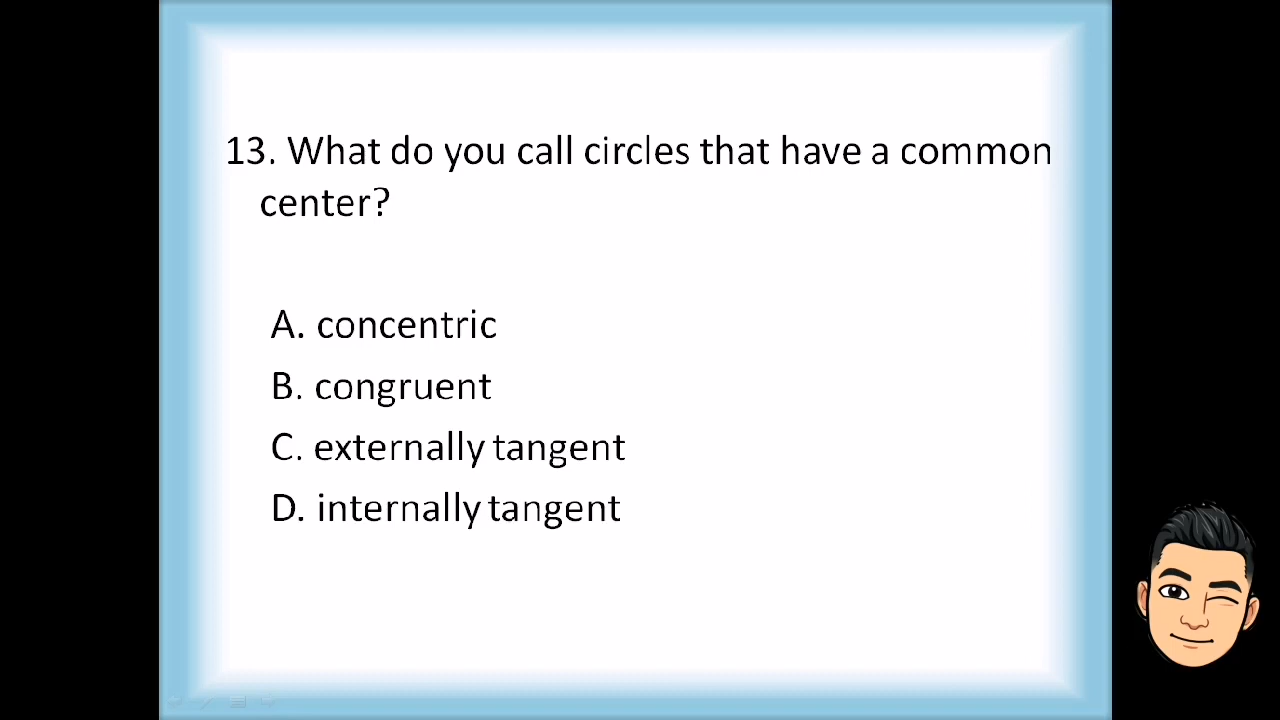 13. What do you call circles that have a common
center?
A. concentric
B. congruent
C. externally tangent
D. internally tangent